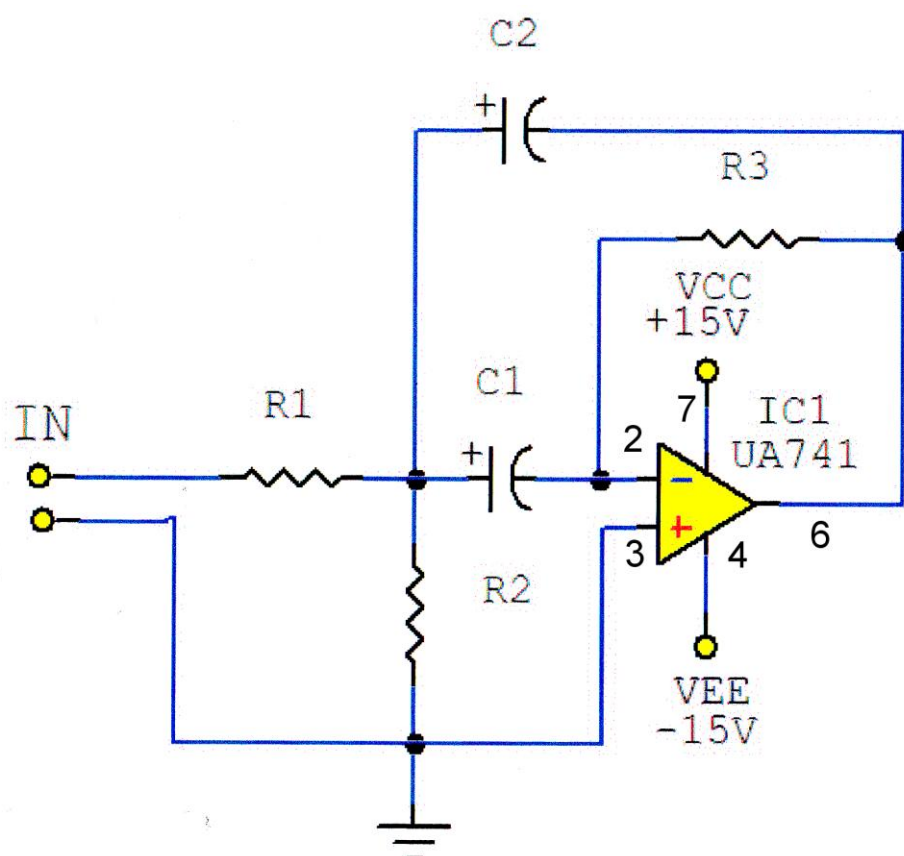 C2
+
R3
VCC
+15V
C1
R1
IN
+
7
IC1
2
UA741
-
+
3
4
6
R2
VEE
-15V